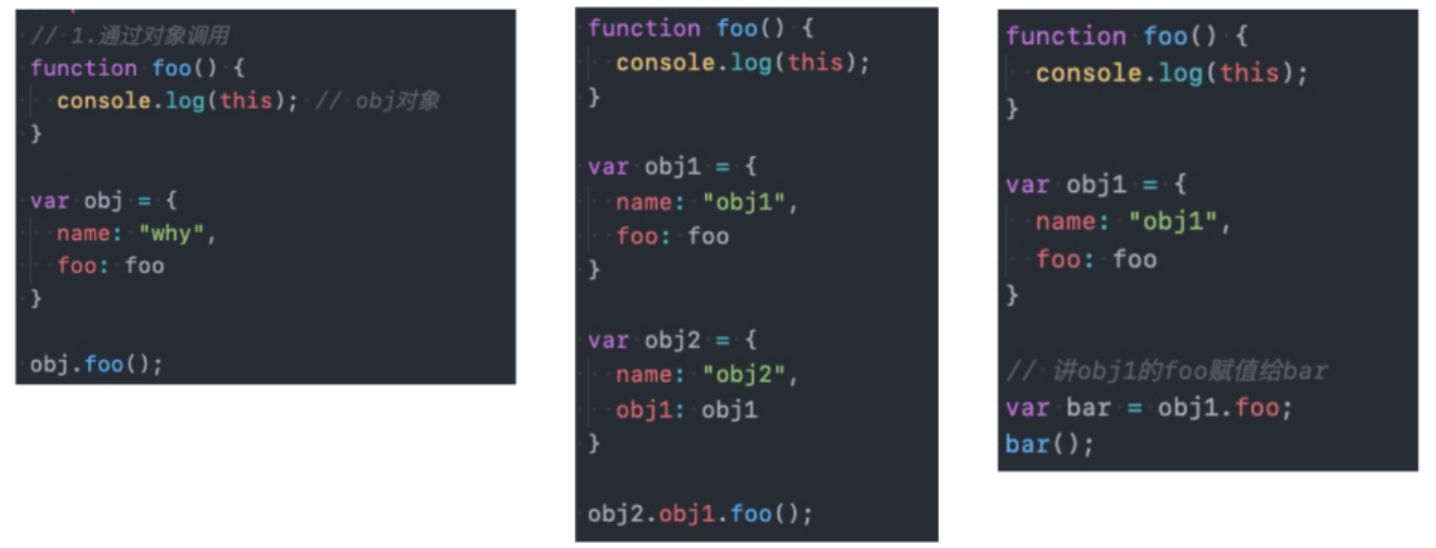 // 1.通过对象调用
function foo() {
  console.log(this); // obj对象
}
var obj = {
  name: "why",
  foo: foo
}
obj.foo();
function foo() {
  console.log(this);
}
var obj1 = {
  name: "obj1",
  foo: foo
}
var obj2 = {
  name: "obj2",
  obj1: obj1
}
obj2.obj1.foo();
function foo() {
  console.log(this);
}
var obj1 = {
  name: "obj1",
  foo: foo
}
// 讲obj1的foo赋值给bar
var bar = obj1.foo;
bar();